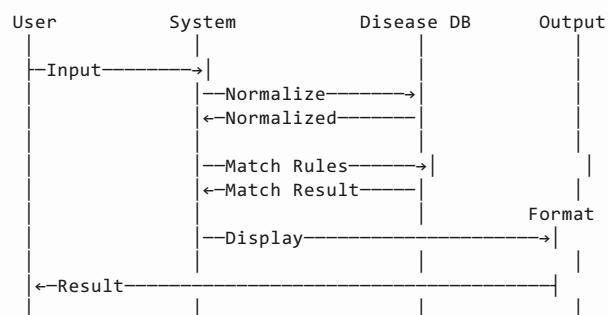 User System Disease DB Output
Input
Normalize
Normalized
Match Rules
Match Result
Format
Display
Result